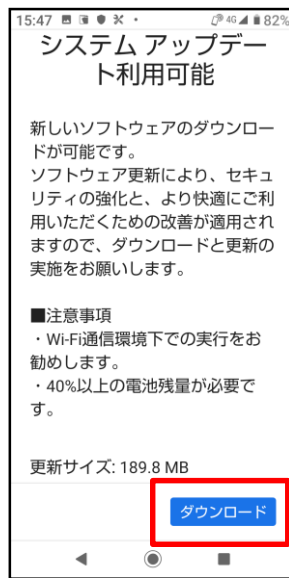 15:47 4G 82%
システム アップデー
ト利用可能
新しいソフトウェアのダウンロー
ドが可能です。
ソフトウェア更新により、セキュ
リティの強化と、より快適にご利
用いただくための改善が適用され
ますので、ダウンロードと更新の
実施をお願いします。
■注意事項
・Wi-Fi通信環境下での実行をお
勧めします。
・40%以上の電池残量が必要で
す。
更新サイズ: 189.8 MB
ダウンロード